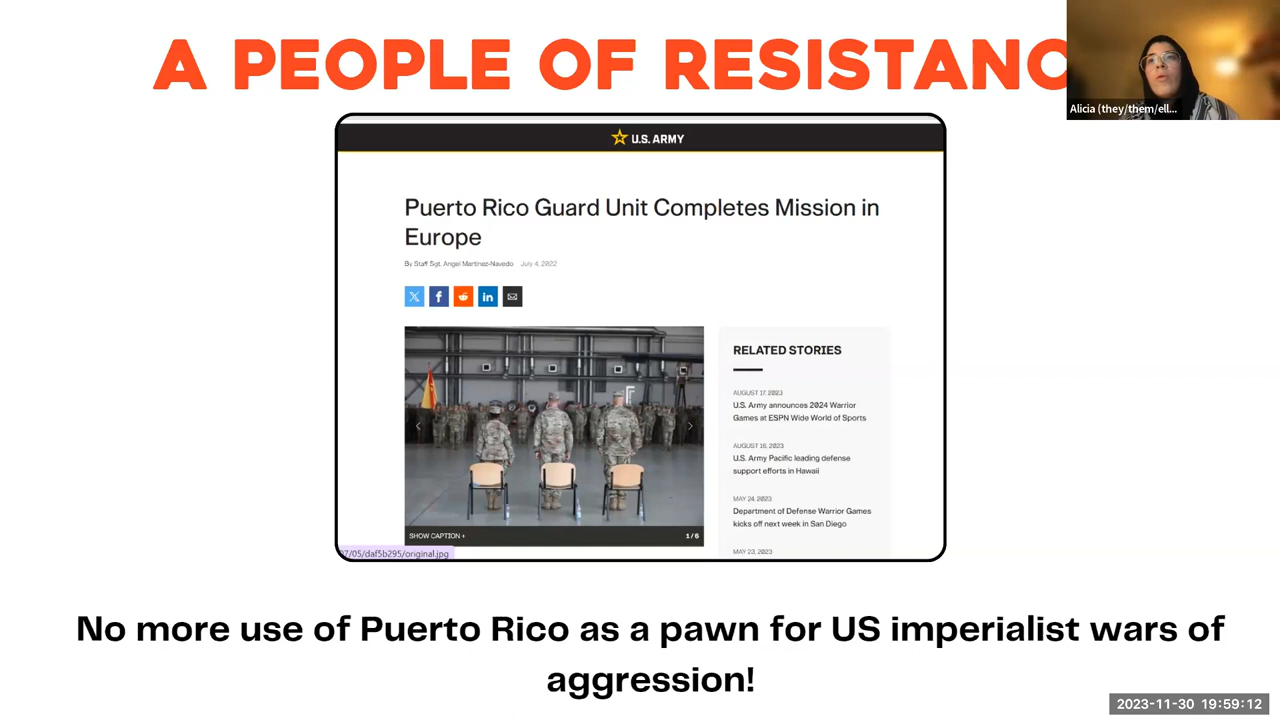 A PEOPLE OF RESISTANC
Alicia (they/them/ell...
U.S. ARMY
Puerto Rico Guard Unit Completes Mission in
Europe
By Staff Sgt. Angel Martinez-Navedo July 4, 2022
RELATED STORIES
AUGUST 17, 2023
U.S. Army announces 2024 Warrior
Games at ESPN Wide World of Sports
AUGUST 16, 2023
U.S. Army Pacific leading defense
support efforts in Hawaii
MAY 24, 2023
Department of Defense Warrior Games
kicks off next week in San Diego
MAY 23, 2023
SHOW CAPTION +
1 / 6
07/05/daf5b295/original.jpg
No more use of Puerto Rico as a pawn for US imperialist wars of
aggression!
2023-11-30 19:59:12